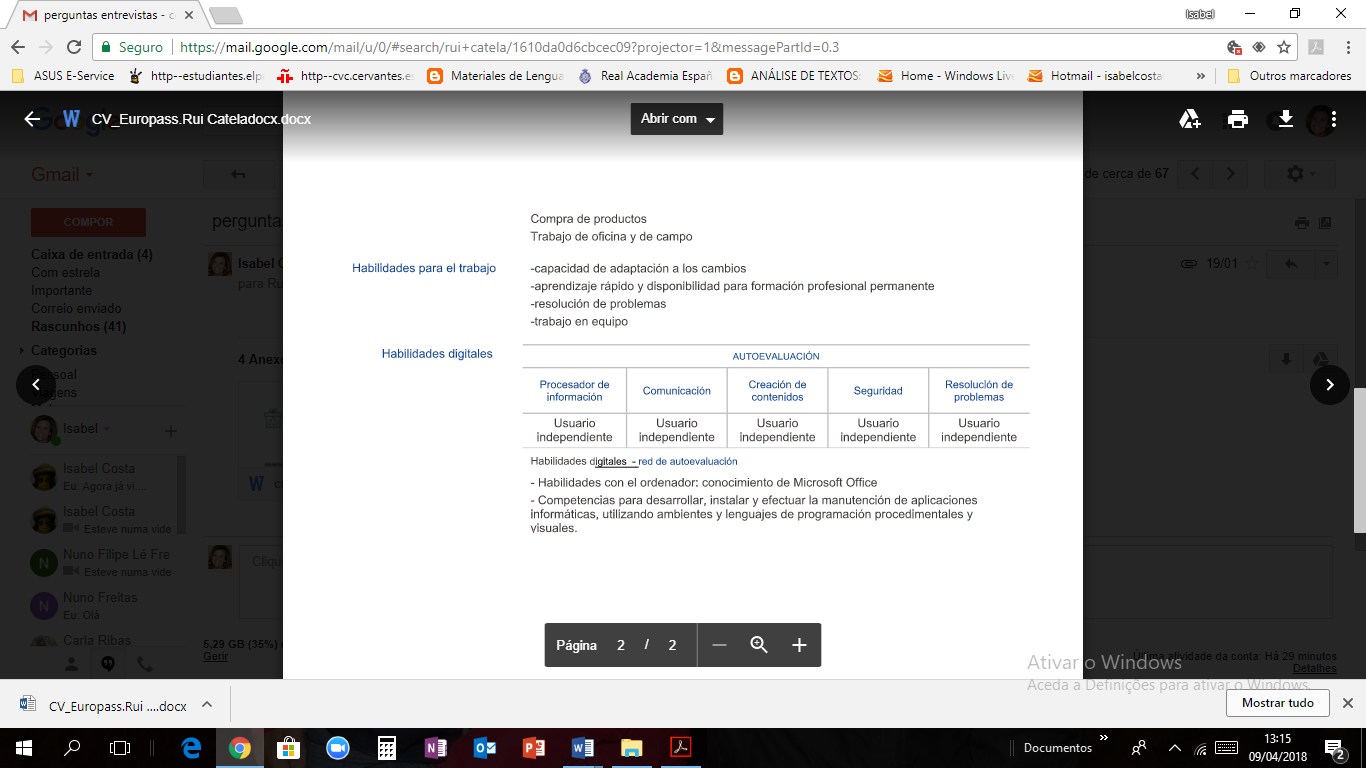 perguntas entrevistas - c
Isabel
Seguro
https://mail.google.com/mail/u/0/#search/rui+catela/1610da0d6cbcec09?projector=1&messagePartId=0.3
ASUS E-Service
http--estudiantes.elp
http--cvc.cervantes.es
Materiales de Lengua
Real Academia Españ
ANÁLISE DE TEXTOS
Home - Windows Liv
Hotmail - isabelcosta
»
Outros marcadores
CV_Europass.Rui Cateladocx.docx
Abrir com
Gmail
de cerca de 67
COMPOR
pergunta
Caixa de entrada (4)
Com estrela
Importante
Correio enviado
Rascunhos (41)
Categorias
Pessoal
Viagens
Isabel
para Ru
19/01
4 Anex
Isabel
Isabel Costa
Eu: Agora já vi…
Isabel Costa
Esteve numa vide
Nuno Filipe Lé Fre
Esteve numa vide
Nuno Freitas
Eu: Olá
Carla Ribas
Cliqu
5,29 GB (35%)
Gerir
Compra de productos
Trabajo de oficina y de campo
Habilidades para el trabajo
-capacidad de adaptación a los cambios
-aprendizaje rápido y disponibilidad para formación profesional permanente
-resolución de problemas
-trabajo en equipo
Habilidades digitales
AUTOEVALUACIÓN
Procesador de
información
Comunicación
Creación de
contenidos
Seguridad
Resolución de
problemas
Usuario
independiente
Usuario
independiente
Usuario
independiente
Usuario
independiente
Usuario
independiente
Habilidades digitales - red de autoevaluación
- Habilidades con el ordenador: conocimiento de Microsoft Office
- Competencias para desarrollar, instalar y efectuar la manutención de aplicaciones
informáticas, utilizando ambientes y lenguajes de programación procedimentales y
visuales.
Página 2 / 2
Última atividade da conta: Há 29 minutos
Detalhes
Ativar o Windows
Aceda a Definições para ativar o Windows.
CV_Europass.Rui ....docx
Mostrar tudo
Documentos
»
13:15
09/04/2018
2